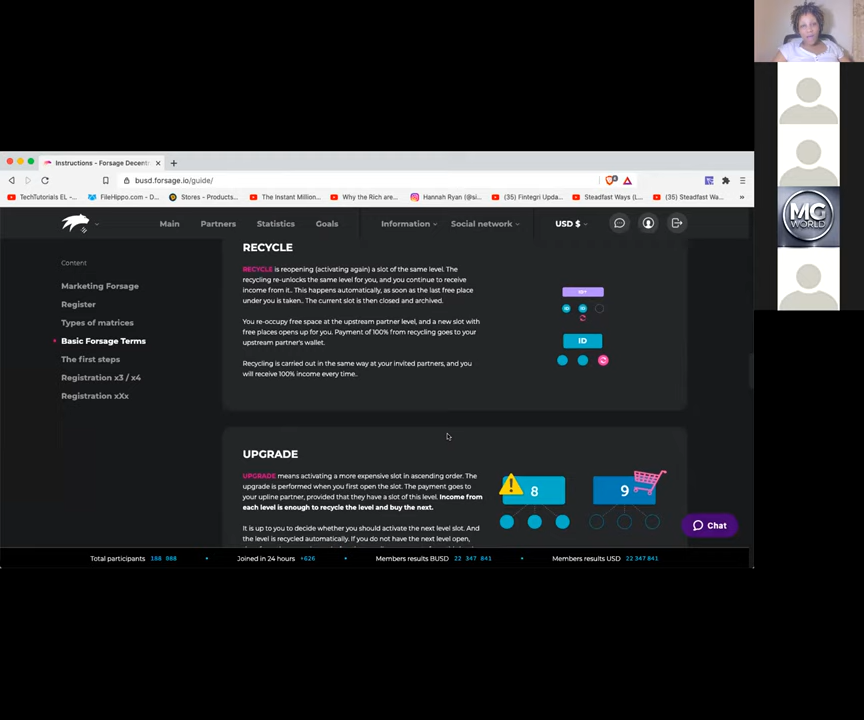 Instructions - Forsage Decentr
busd.forsage.io/guide/
TechTutorials EL -...
FileHippo.com - D...
Stores - Products...
The Instant Million...
Why the Rich are...
Hannah Ryan (@si...
(35) Fintegri Upda...
Steadfast Ways (L...
(35) Steadfast Wa...
Main
Partners
Statistics
Goals
Information
Social network
USD $
Content
Marketing Forsage
Register
Types of matrices
Basic Forsage Terms
The first steps
Registration x3 / x4
Registration xXx
RECYCLE
RECYCLE is reopening (activating again) a slot of the same level. The
recycling re-unlocks the same level for you, and you continue to receive
income from it.. This happens automatically, as soon as the last free place
under you is taken.. The current slot is then closed and archived.
You re-occupy free space at the upstream partner level, and a new slot with
free places opens up for you. Payment of 100% from recycling goes to your
upstream partner's wallet.
Recycling is carried out in the same way at your invited partners, and you
will receive 100% income every time..
ID
ID
UPGRADE
UPGRADE means activating a more expensive slot in ascending order. The
upgrade is performed when you first open the slot. The payment goes to
your upline partner, provided that they have a slot of this level. Income from
each level is enough to recycle the level and buy the next.
It is up to you to decide whether you should activate the next level slot. And
the level is recycled automatically. If you do not have the next level open,
8
9
Chat
Total participants 188 088
Joined in 24 hours +626
Members results BUSD 22 347 841
Members results USD 22 347 841
MG
WORLD